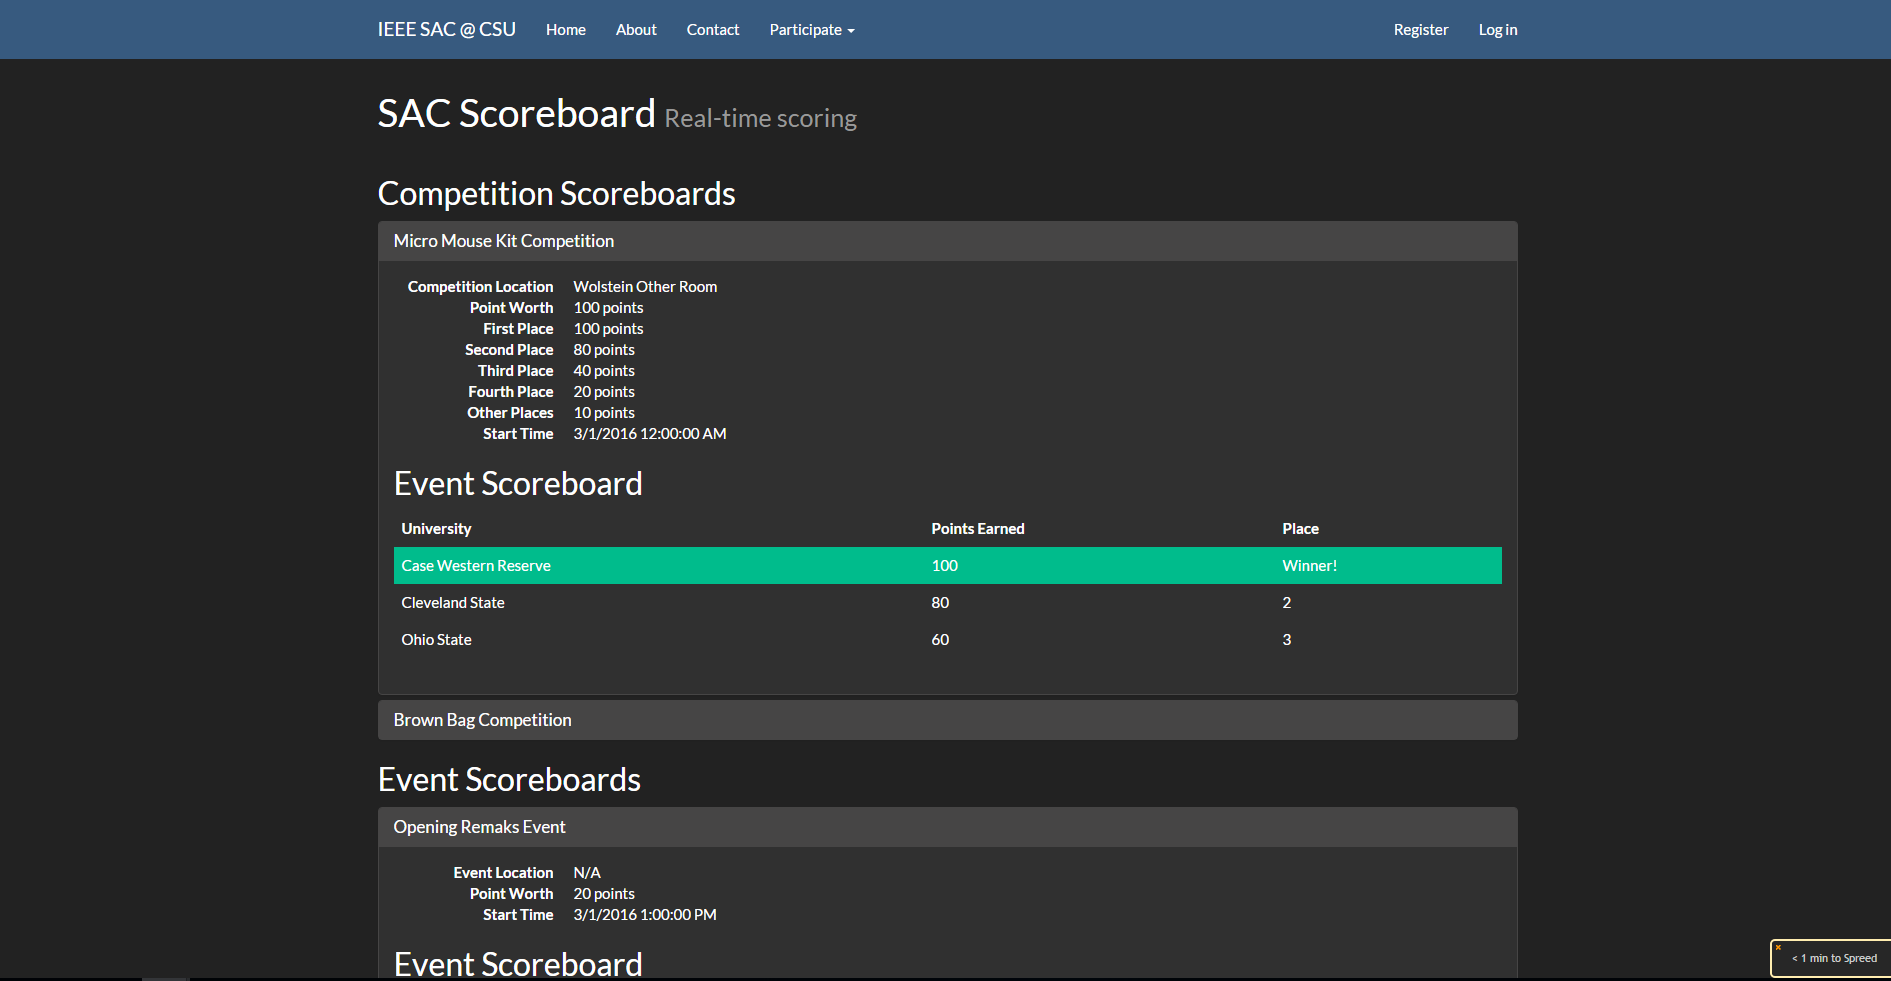 IEEE SAC @ CSU Home About Contact Participate Register Log in
SAC Scoreboard Real-time scoring
Competition Scoreboards
Micro Mouse Kit Competition
Competition Location Wolstein Other Room
Point Worth 100 points
First Place 100 points
Second Place 80 points
Third Place 40 points
Fourth Place 20 points
Other Places 10 points
Start Time 3/1/2016 12:00:00 AM
Event Scoreboard
University Points Earned Place
Case Western Reserve 100 Winner!
Cleveland State 80 2
Ohio State 60 3
Brown Bag Competition
Event Scoreboards
Opening Remaks Event
Event Location N/A
Point Worth 20 points
Start Time 3/1/2016 1:00:00 PM
Event Scoreboard
< 1 min to Spreed